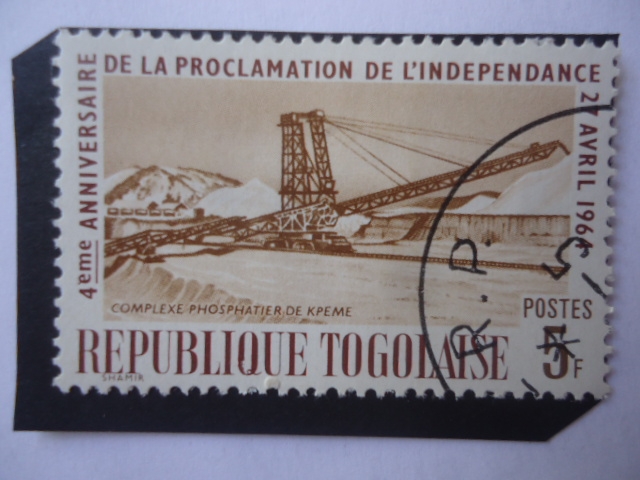 4eme ANNIVERSAIRE
DE LA PROCLAMATION DE L'INDEPENDANCE
27 AVRIL 1964
COMPLEXE PHOSPHATIER DE KPEME
POSTES
5F
REPUBLIQUE TOGOLAISE
SHAMIR
R.P.